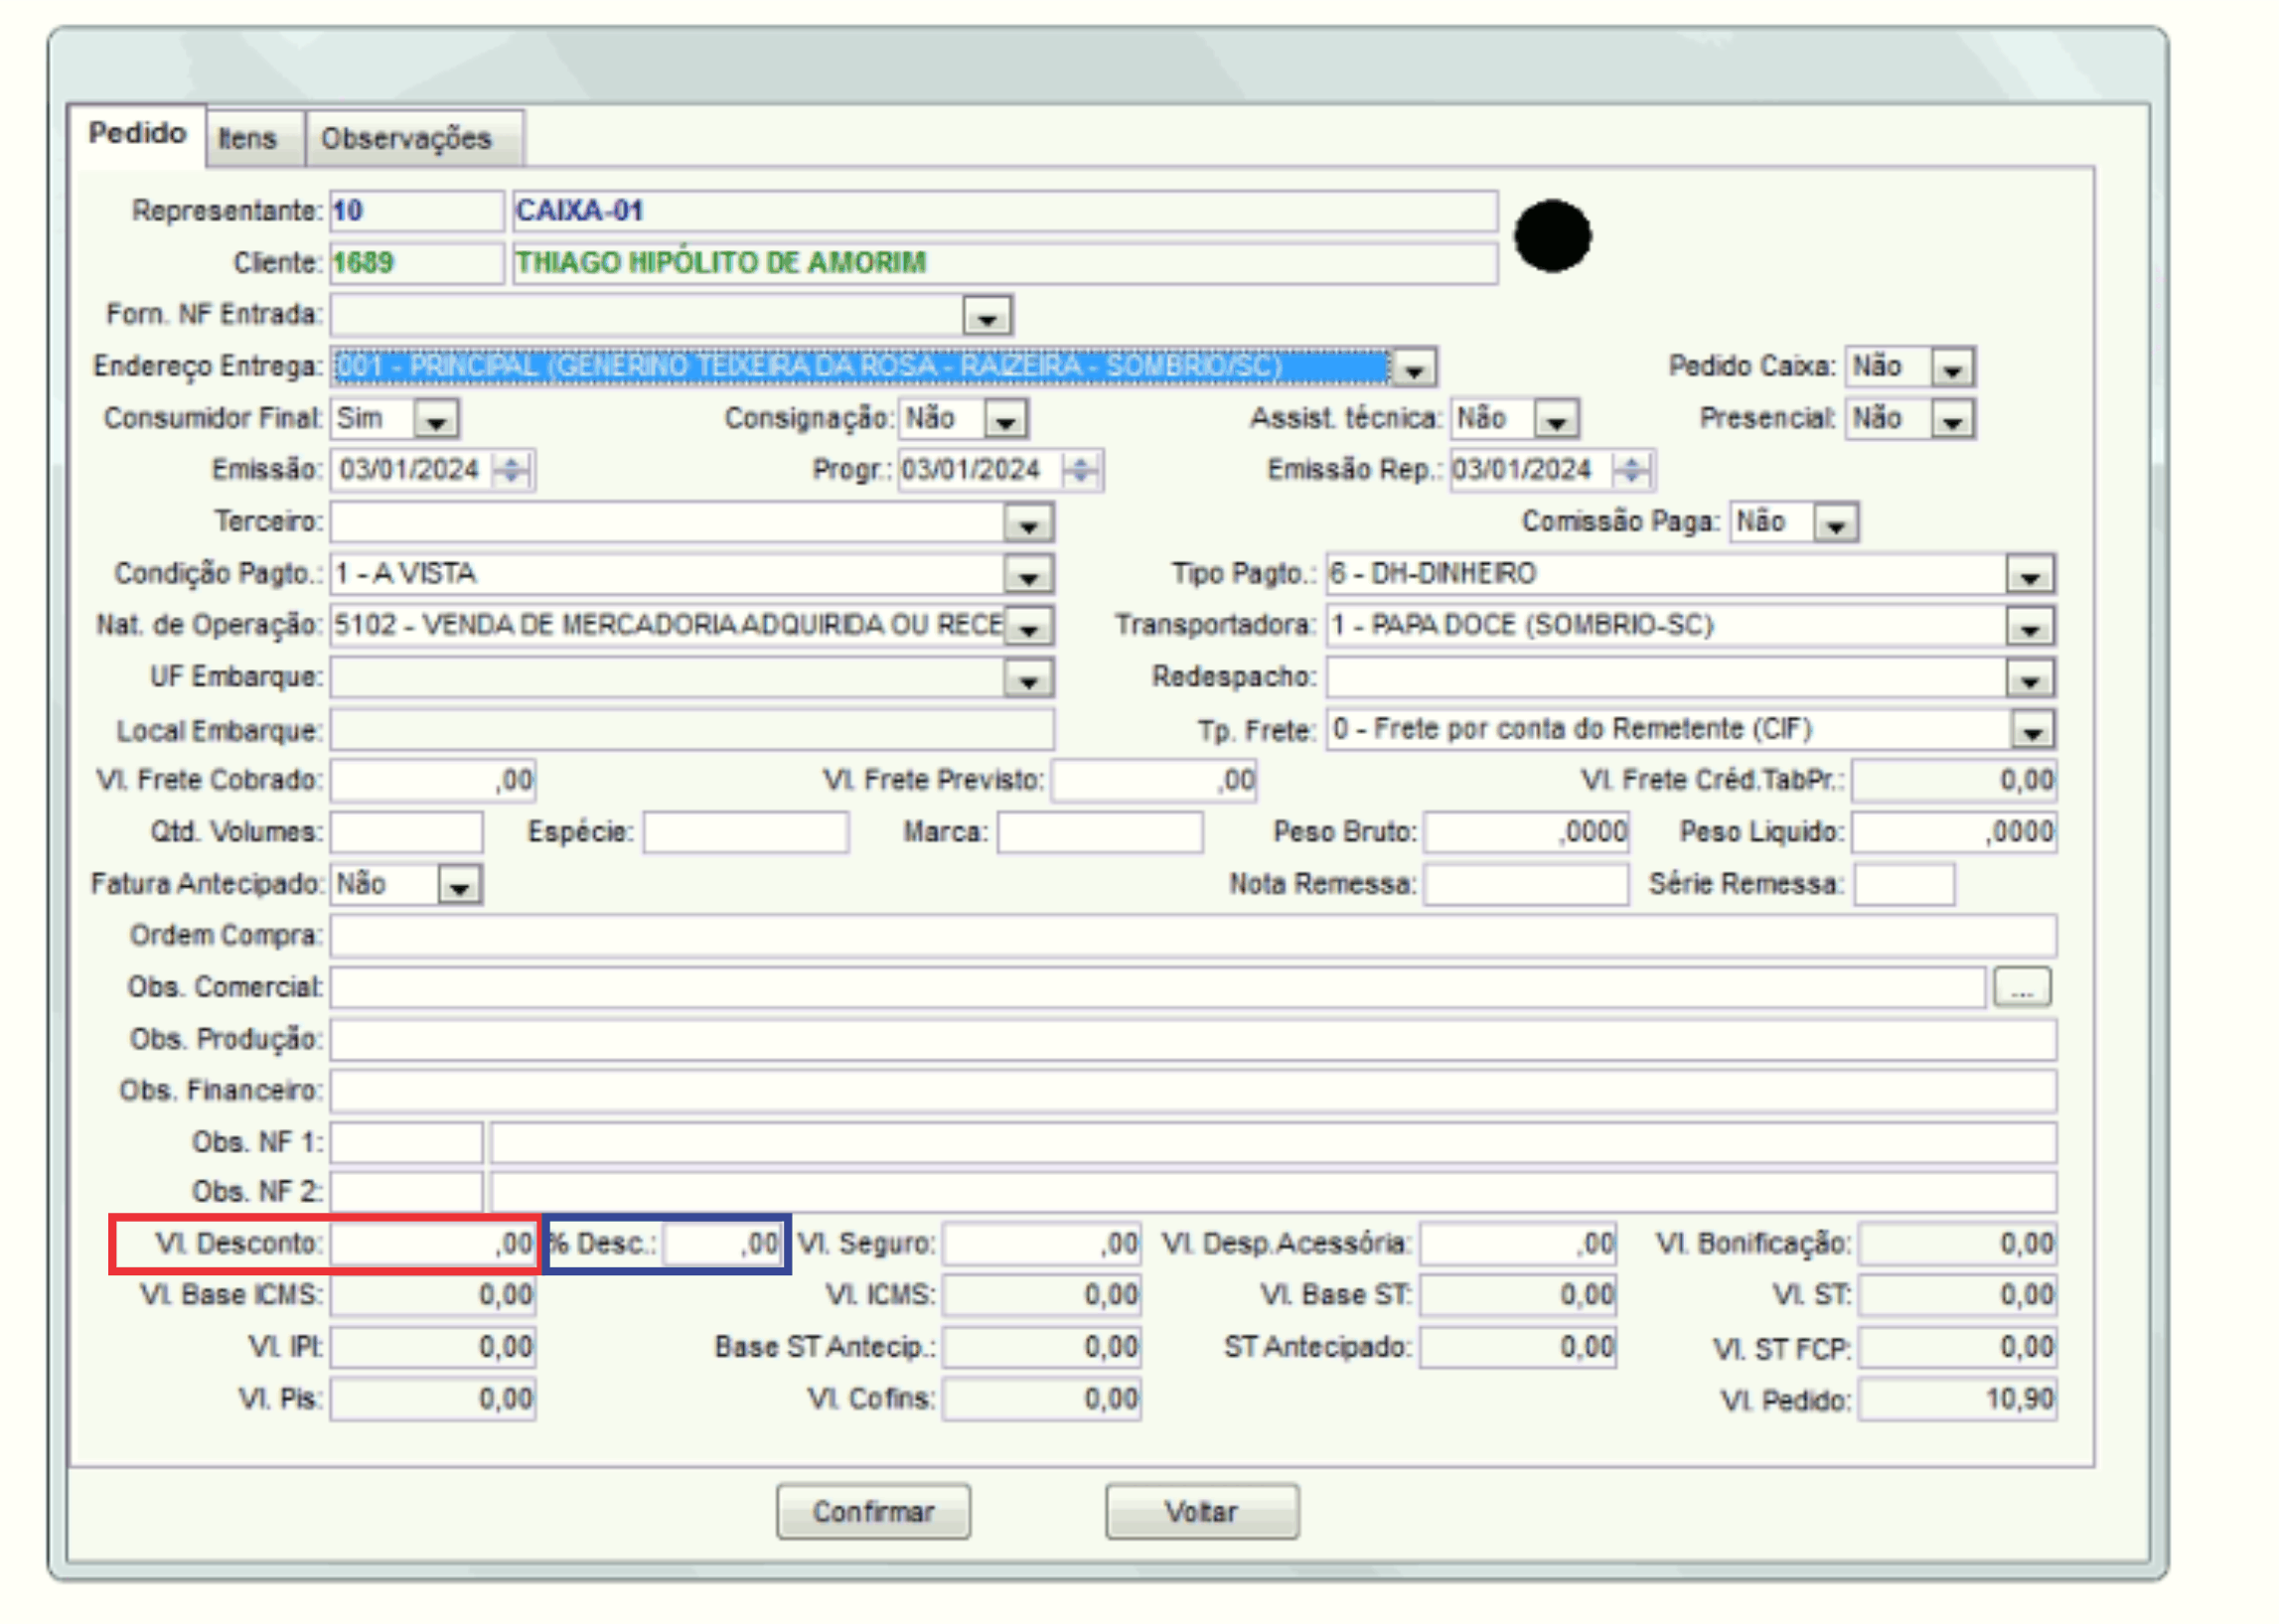 Pedido Itens Observações
Representante: 10 CAIXA-01
Cliente: 1689 THIAGO HIPÓLITO DE AMORIM
Forn. NF Entrada:
Endereço Entrega: 001 - PRINCIPAL (GENERINO TEIXEIRA DA ROSA - RAIZEIRA - SOMBRIO/SC) Pedido Caixa: Não
Consumidor Final: Sim Consignação: Não Assist. técnica: Não Presencial: Não
Emissão: 03/01/2024 Progr.: 03/01/2024 Emissão Rep.: 03/01/2024
Terceiro: Comissão Paga: Não
Condição Pagto.: 1 - A VISTA Tipo Pagto.: 6 - DH-DINHEIRO
Nat. de Operação: 5102 - VENDA DE MERCADORIA ADQUIRIDA OU RECE Transportadora: 1 - PAPA DOCE (SOMBRIO-SC)
UF Embarque: Redespacho:
Local Embarque: Tp. Frete: 0 - Frete por conta do Remetente (CIF)
Vl. Frete Cobrado: ,00 Vl. Frete Previsto: ,00 Vl. Frete Créd.TabPr.: 0,00
Qtd. Volumes: Espécie: Marca: Peso Bruto: ,0000 Peso Liquido: ,0000
Fatura Antecipado: Não Nota Remessa: Série Remessa:
Ordem Compra:
Obs. Comercial: ...
Obs. Produção:
Obs. Financeiro:
Obs. NF 1:
Obs. NF 2:
Vl. Desconto: ,00 % Desc.: ,00 Vl. Seguro: ,00 Vl. Desp.Acessória: ,00 Vl. Bonificação: 0,00
Vl. Base ICMS: 0,00 Vl. ICMS: 0,00 Vl. Base ST: 0,00 Vl. ST: 0,00
Vl. IPI: 0,00 Base ST Antecip.: 0,00 ST Antecipado: 0,00 Vl. ST FCP: 0,00
Vl. Pis: 0,00 Vl. Cofins: 0,00 Vl. Pedido: 10,90
Confirmar Voltar